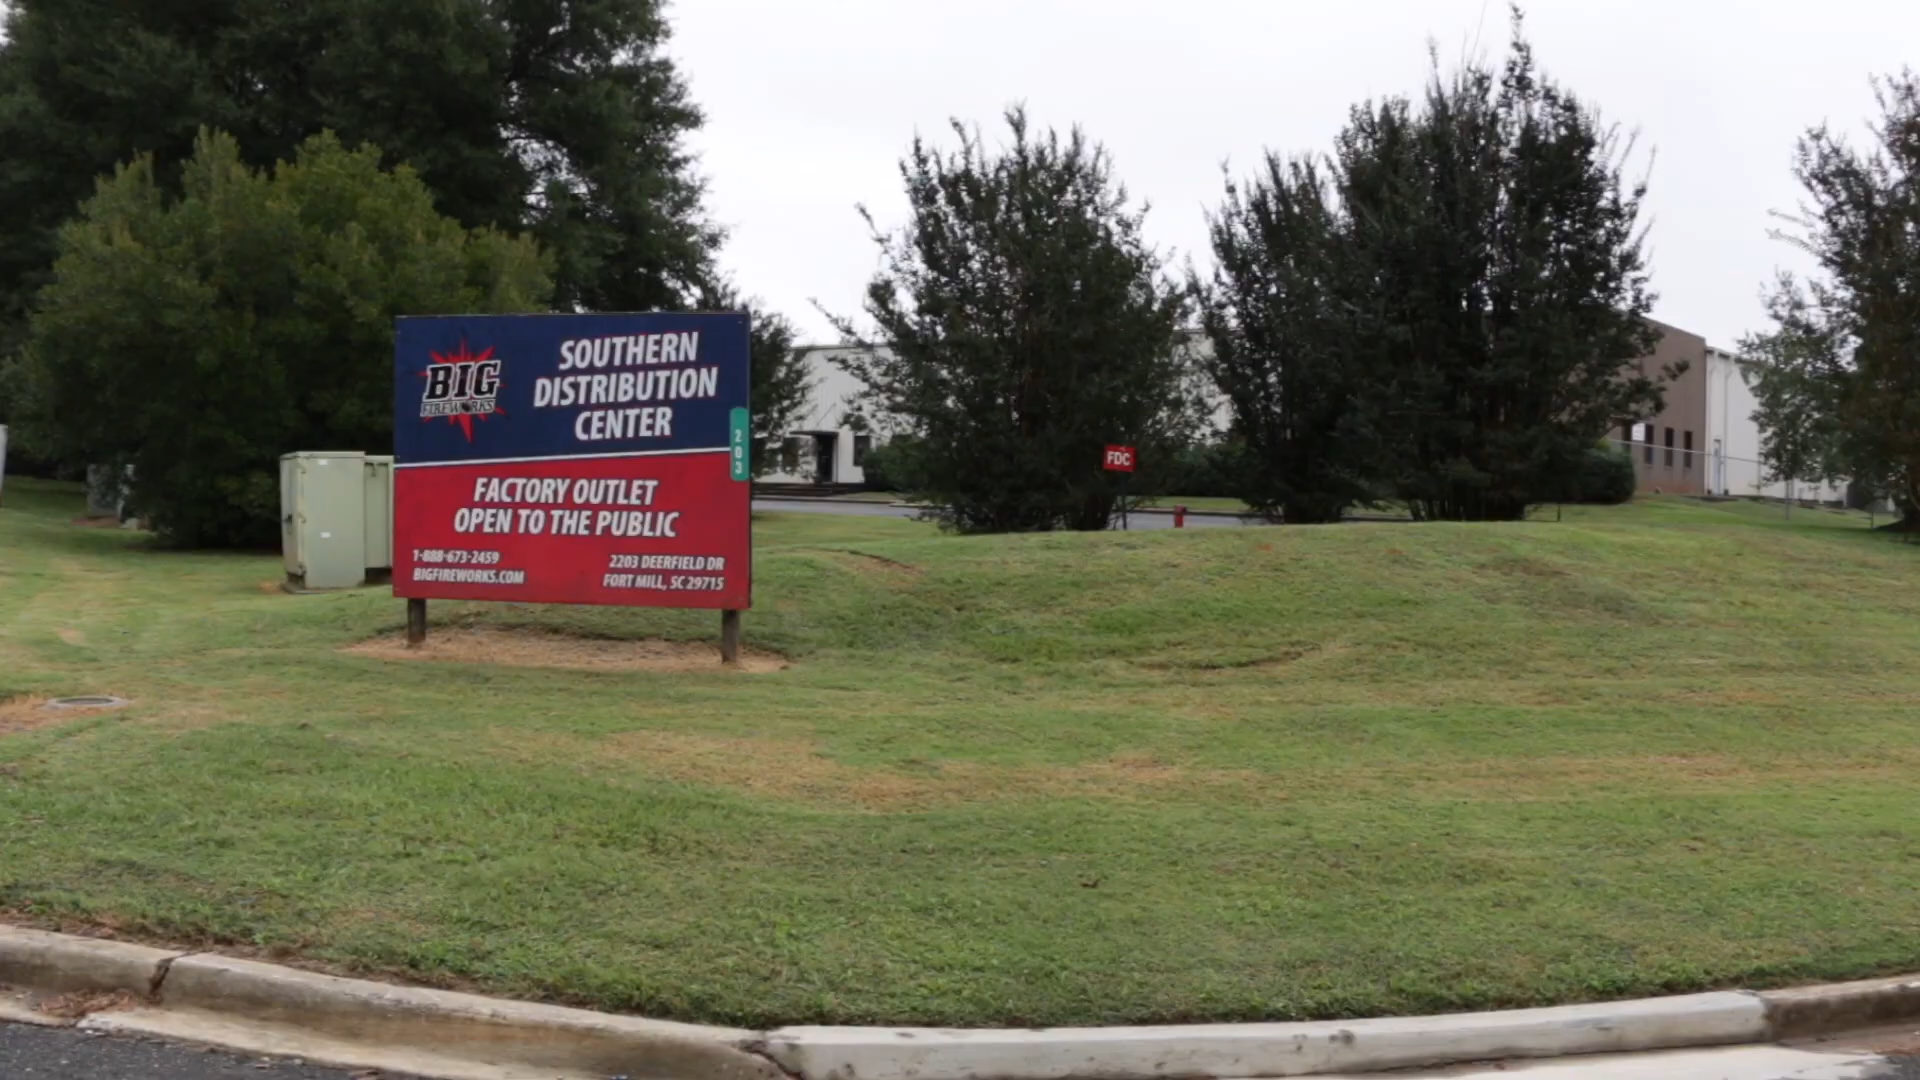 BIG
FIREWORKS
SOUTHERN
DISTRIBUTION
CENTER
203
FACTORY OUTLET
OPEN TO THE PUBLIC
1-888-673-2459
BIGFIREWORKS.COM
2203 DEERFIELD DR
FORT MILL, SC 29715
FDC